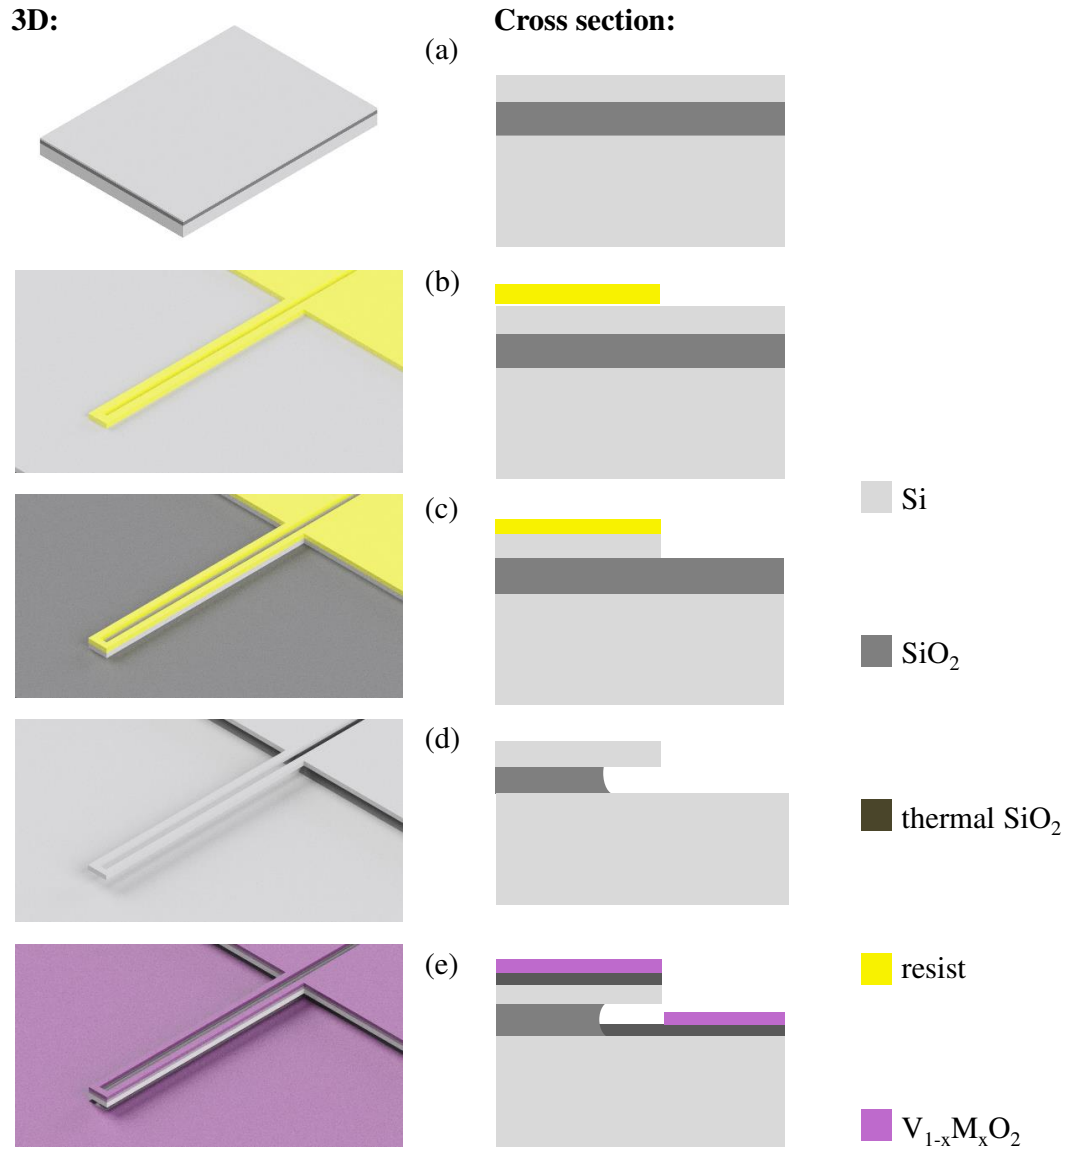 3D:
Cross section:
(a)
(b)
(c)
(d)
(e)
Si
SiO₂
thermal SiO₂
resist
V₁₋ₓMₓO₂